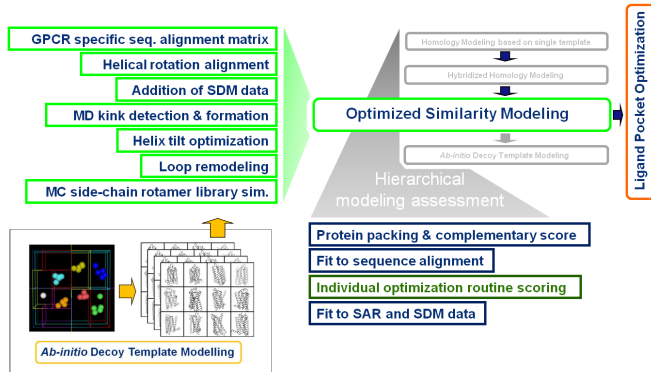 GPCR specific seq. alignment matrix
Helical rotation alignment
Addition of SDM data
MD kink detection & formation
Helix tilt optimization
Loop remodeling
MC side-chain rotamer library sim.
Ab-initio Decoy Template Modelling
Homology Modeling based on single template
Hybridized Homology Modeling
Optimized Similarity Modeling
Ab-initio Decoy Template Modeling
Hierarchical
modeling assessment
Protein packing & complementary score
Fit to sequence alignment
Individual optimization routine scoring
Fit to SAR and SDM data
Ligand Pocket Optimization